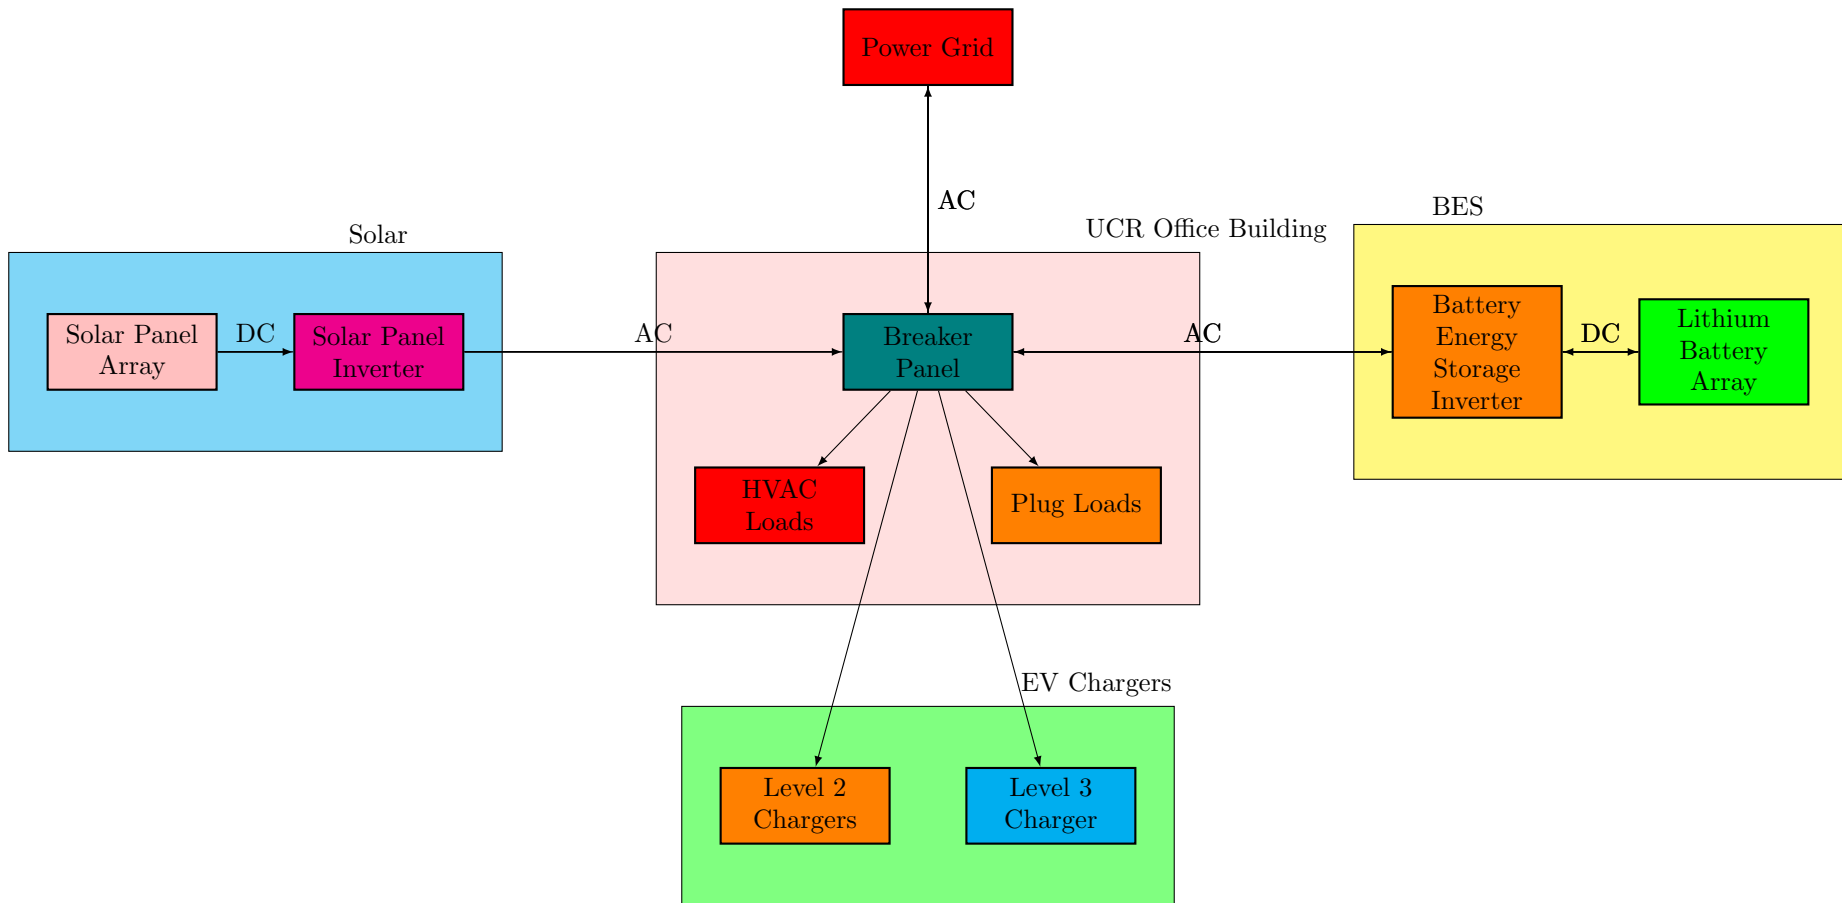 Power Grid
AC
BES
UCR Office Building
Solar
Solar Panel
Array
DC
Solar Panel
Inverter
AC
Breaker
Panel
AC
Battery
Energy
Storage
Inverter
DC
Lithium
Battery
Array
HVAC
Loads
Plug Loads
EV Chargers
Level 2
Chargers
Level 3
Charger